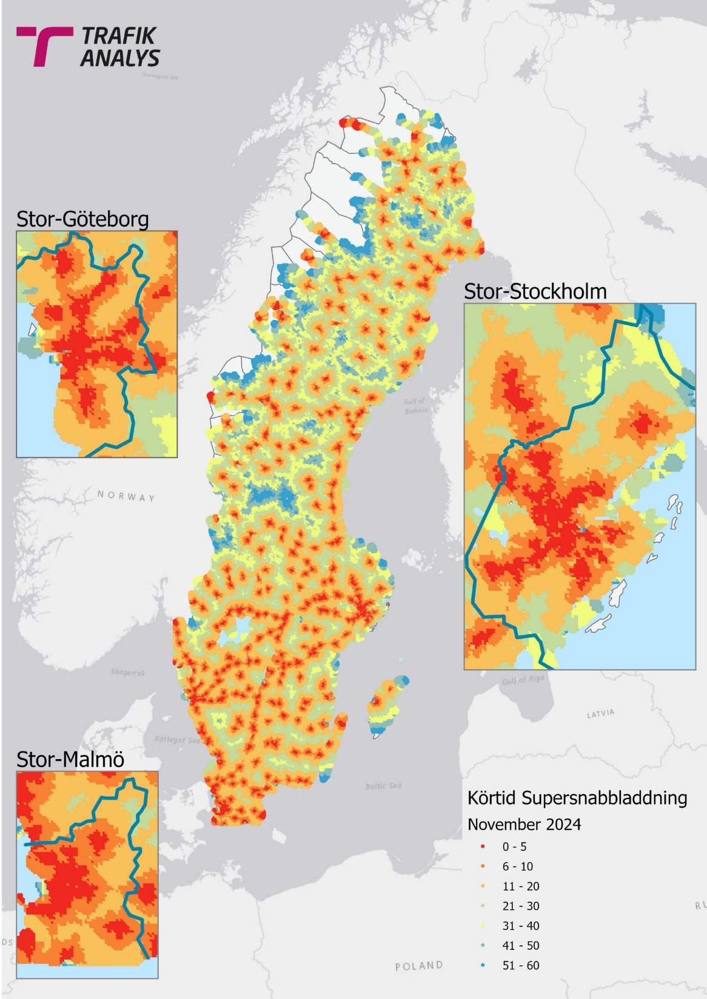 TRAFIK
ANALYS
Norwegian Sea
Stor-Göteborg
Stor-Stockholm
Gulf of
Bothnia
NORWAY
Skagerrak
Gulf of Riga
LATVIA
Kattegat Sea
Stor-Malmö
Baltic Sea
Körtid Supersnabbladdning
November 2024
0 - 5
6 - 10
11 - 20
21 - 30
31 - 40
41 - 50
51 - 60
RU
DS
POLAND